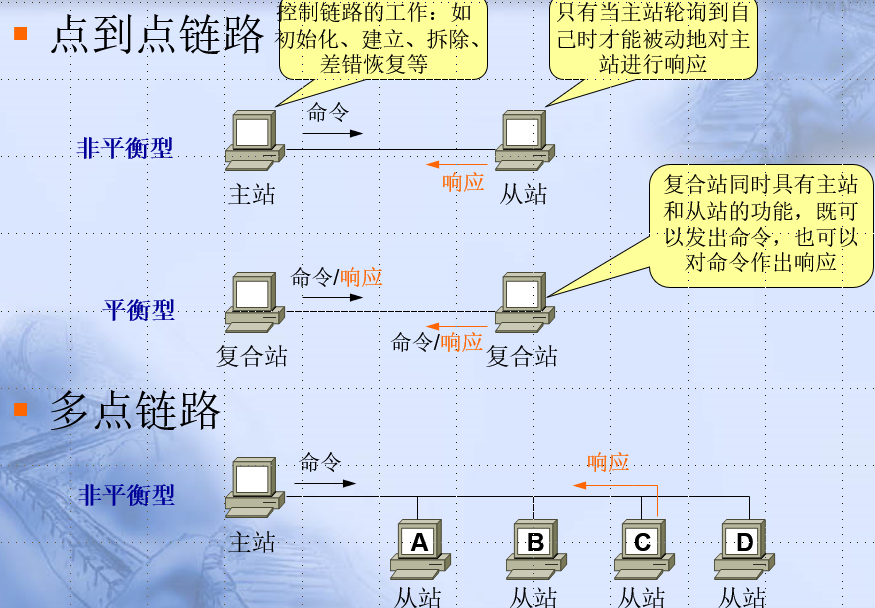 点到点链路
控制链路的工作：如
初始化、建立、拆除、
差错恢复等
只有当主站轮询到自
己时才能被动地对主
站进行响应
命令
非平衡型
响应
主站
从站
复合站同时具有主站
和从站的功能，既可
以发出命令，也可以
对命令作出响应
命令/响应
平衡型
命令/响应
复合站
复合站
多点链路
命令
响应
非平衡型
主站
A
B
C
D
从站
从站
从站
从站